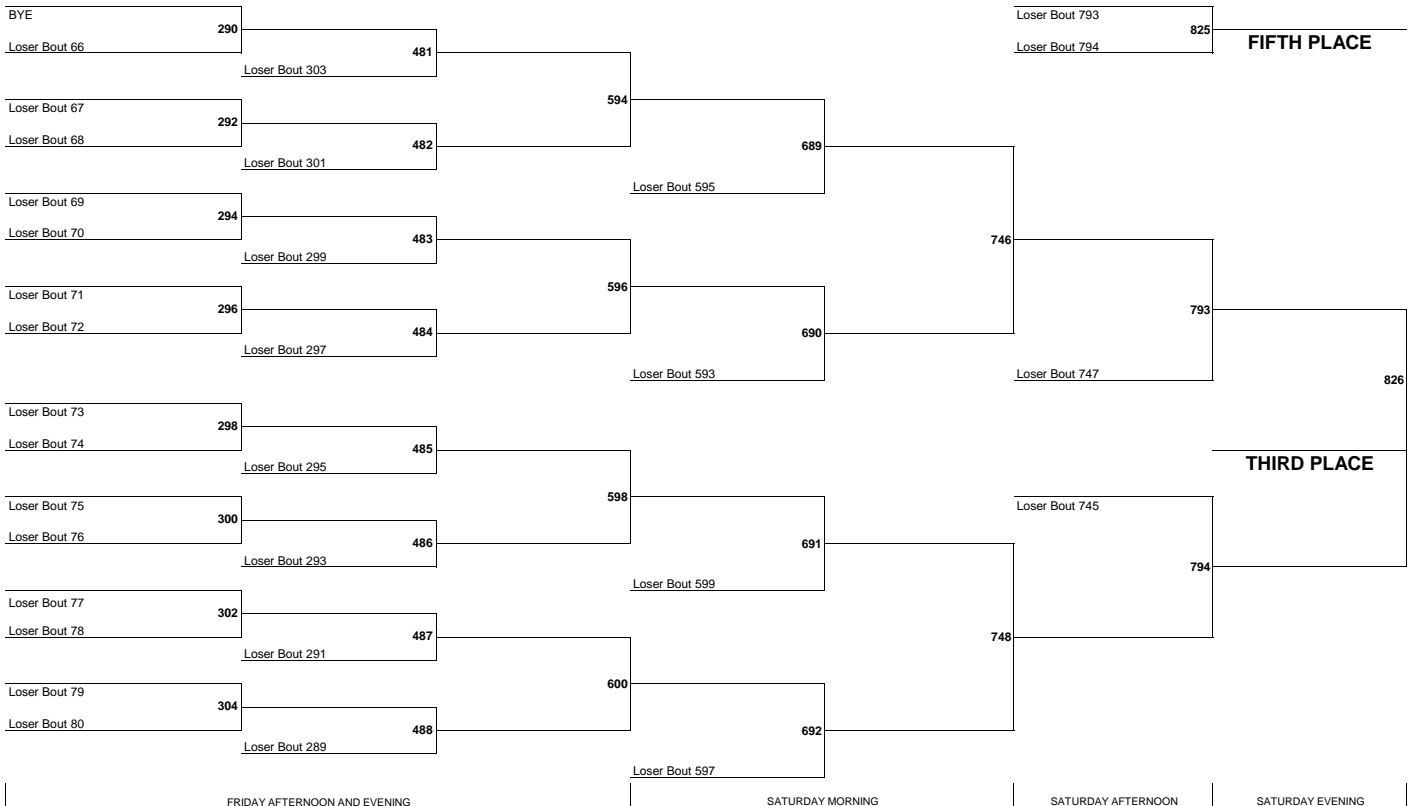 BYE
290
Loser Bout 66
481
Loser Bout 303
594
Loser Bout 67
292
Loser Bout 68
482
Loser Bout 301
689
Loser Bout 595
Loser Bout 69
294
Loser Bout 70
483
Loser Bout 299
596
Loser Bout 71
296
Loser Bout 72
484
Loser Bout 297
690
Loser Bout 593
746
Loser Bout 793
825
Loser Bout 794
FIFTH PLACE
793
Loser Bout 747
826
Loser Bout 73
298
Loser Bout 74
485
Loser Bout 295
598
Loser Bout 75
300
Loser Bout 76
486
Loser Bout 293
691
Loser Bout 599
Loser Bout 77
302
Loser Bout 78
487
Loser Bout 291
600
Loser Bout 79
304
Loser Bout 80
488
Loser Bout 289
692
Loser Bout 597
748
THIRD PLACE
Loser Bout 745
794
FRIDAY AFTERNOON AND EVENING
SATURDAY MORNING
SATURDAY AFTERNOON
SATURDAY EVENING